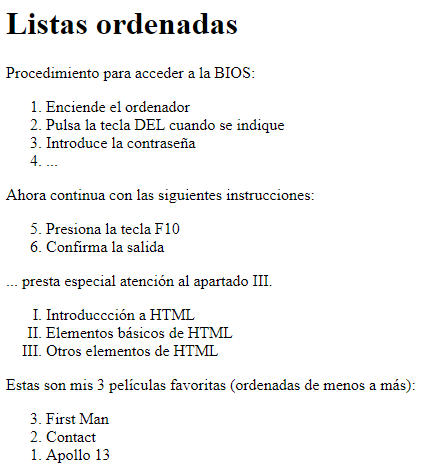 Listas ordenadas
Procedimiento para acceder a la BIOS:
1. Enciende el ordenador
2. Pulsa la tecla DEL cuando se indique
3. Introduce la contraseña
4. ...
Ahora continua con las siguientes instrucciones:
5. Presiona la tecla F10
6. Confirma la salida
... presta especial atención al apartado III.
I. Introduccción a HTML
II. Elementos básicos de HTML
III. Otros elementos de HTML
Estas son mis 3 películas favoritas (ordenadas de menos a más):
3. First Man
2. Contact
1. Apollo 13